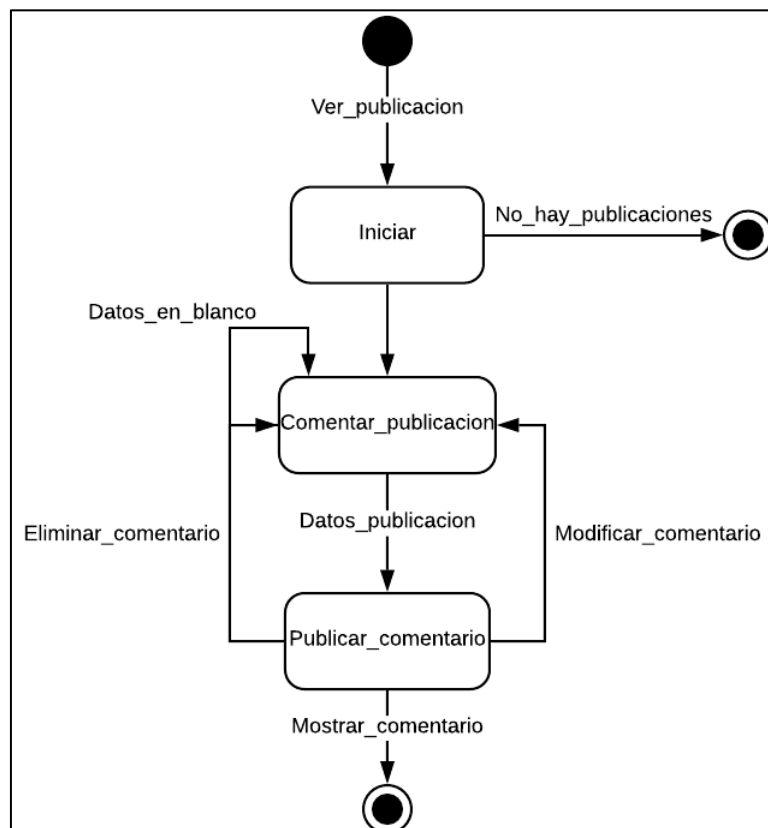 Ver_publicacion
No_hay_publicaciones
Iniciar
Datos_en_blanco
Comentar_publicacion
Datos_publicacion
Eliminar_comentario
Modificar_comentario
Publicar_comentario
Mostrar_comentario